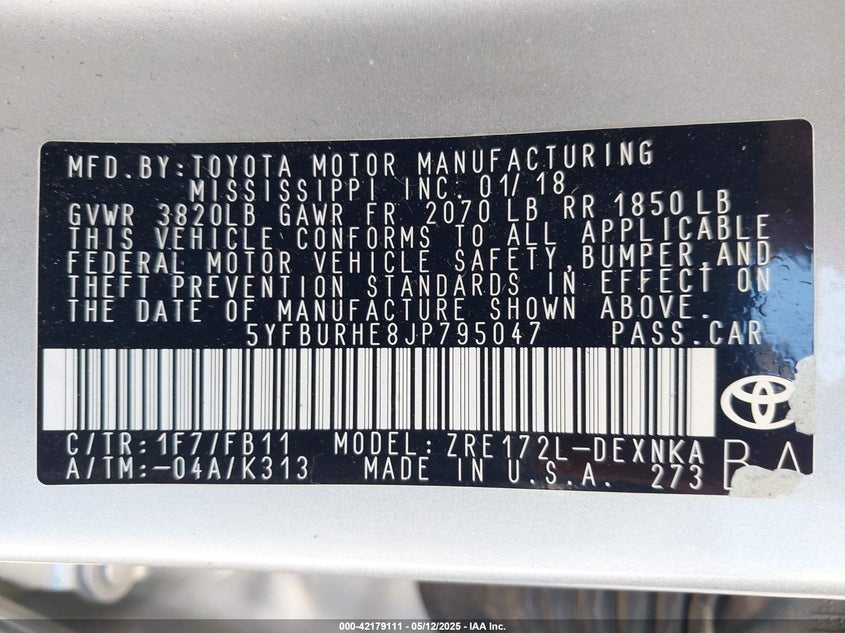 MFD.BY:TOYOTA MOTOR MANUFACTURING
MISSISSIPPI INC. 01/18
GVWR 3820LB GAWR FR 2070 LB RR 1850 LB
THIS VEHICLE CONFORMS TO ALL APPLICABLE
FEDERAL MOTOR VEHICLE SAFETY,BUMPER,AND
THEFT PREVENTION STANDARDS IN EFFECT ON
THE DATE OF MANUFACTURE SHOWN ABOVE.
5YFBURHE8JP795047 PASS.CAR
C/TR:1F7/FB11 MODEL:ZRE172L-DEXNKA
A/TM:-04A/K313 MADE IN U.S.A. 273
BA
000-42179111 - 05/12/2025 - IAA Inc.